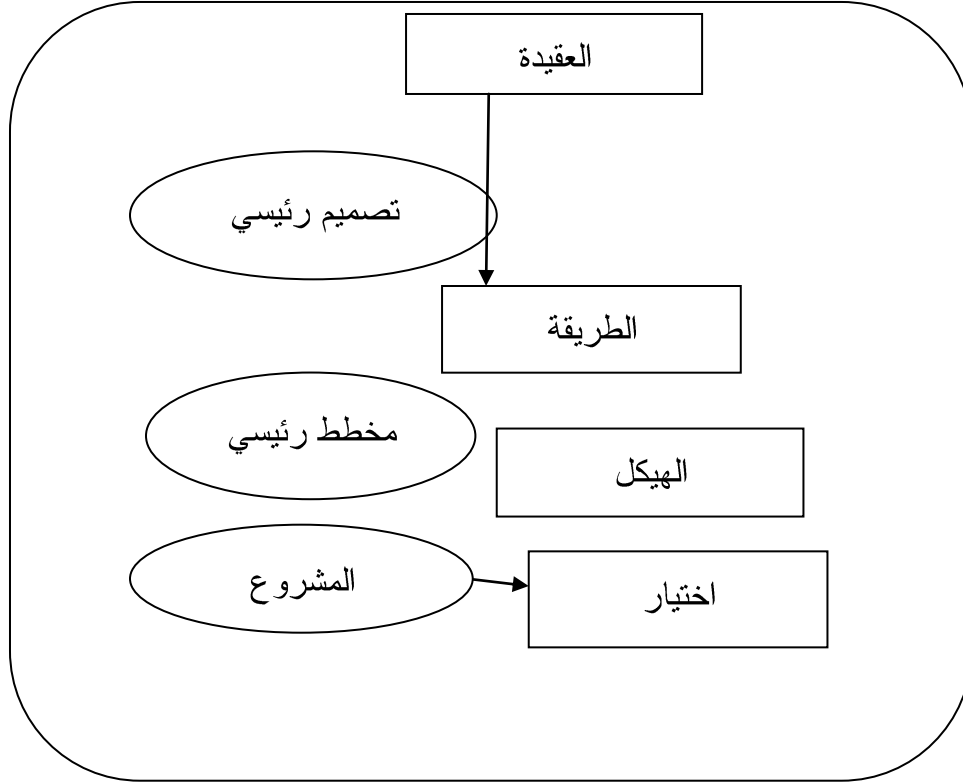 العقيدة
تصميم رئيسي
الطريقة
مخطط رئيسي
الهيكل
المشروع
اختيار